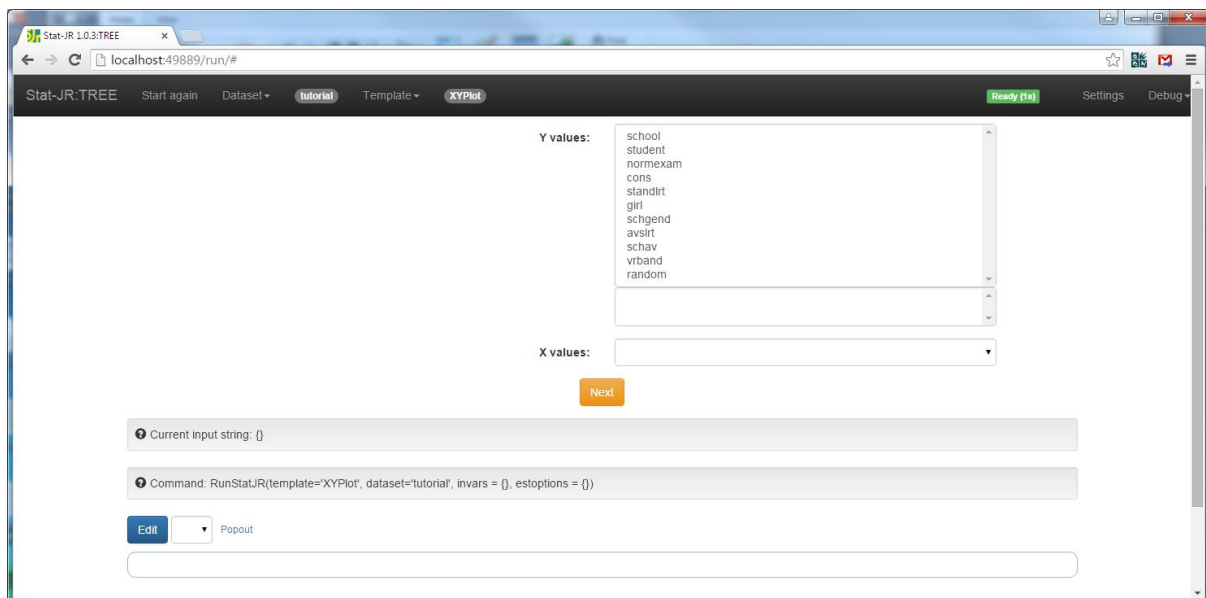 Stat-JR 1.0.3:TREE
localhost:49889/run/#
Stat-JR:TREE Start again Dataset tutorial Template XYPlot Ready (1s) Settings Debug
Y values:
school
student
normexam
cons
standlrt
girl
schgend
avslrt
schav
vrband
random
X values:
Next
Current input string: {}
Command: RunStatJR(template='XYPlot', dataset='tutorial', invars = {}, estoptions = {})
Edit Popout